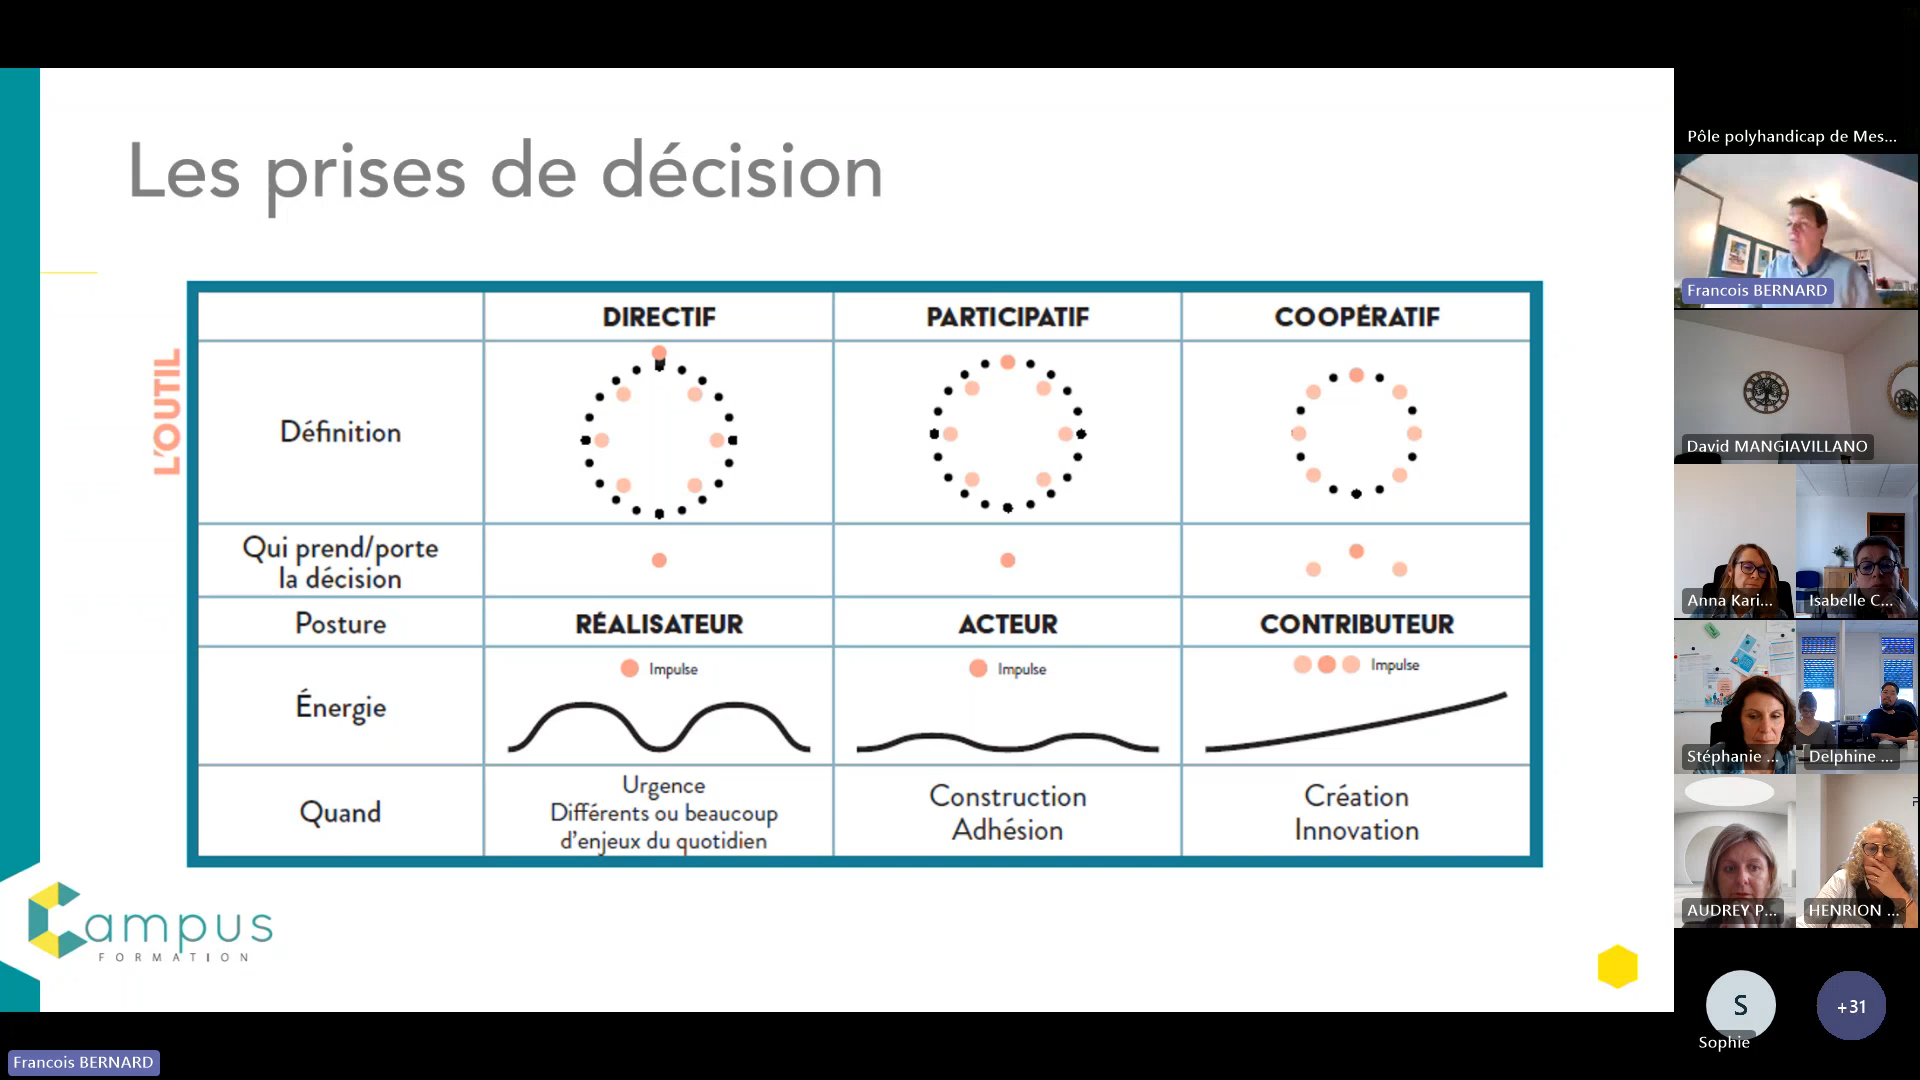 Les prises de décision
L'OUTIL
DIRECTIF
PARTICIPATIF
COOPÉRATIF
Définition
Qui prend/porte
la décision
Posture
RÉALISATEUR
ACTEUR
CONTRIBUTEUR
Énergie
Impulse
Impulse
Impulse
Quand
Urgence
Différents ou beaucoup
d'enjeux du quotidien
Construction
Adhésion
Création
Innovation
Campus
FORMATION
Francois BERNARD
Pôle polyhandicap de Mes...
Francois BERNARD
David MANGIAVILLANO
Anna Kari...
Isabelle C...
Stéphanie ...
Delphine ...
AUDREY P...
HENRION ...
S
Sophie
+31